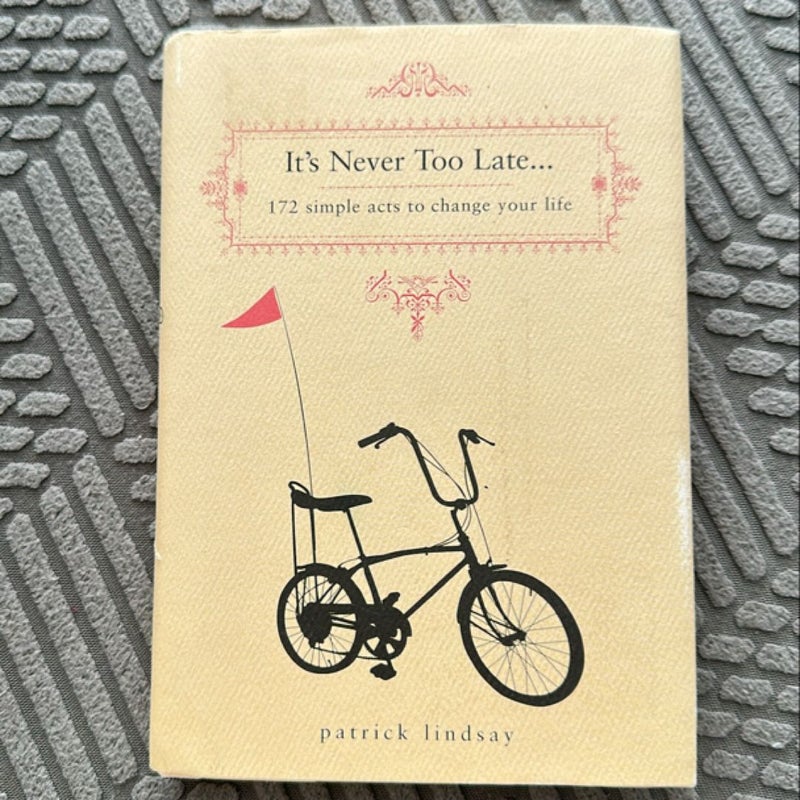 It's Never Too Late...
172 simple acts to change your life
patrick lindsay